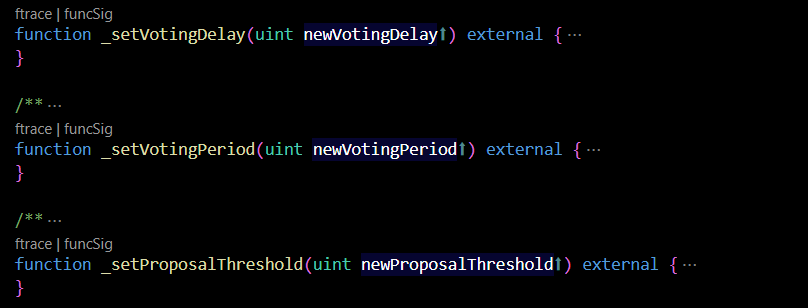 ftrace | funcSig
function _setVotingDelay(uint newVotingDelay↑) external {···
}
/**···
ftrace | funcSig
function _setVotingPeriod(uint newVotingPeriod↑) external {···
}
/**···
ftrace | funcSig
function _setProposalThreshold(uint newProposalThreshold↑) external {···
}